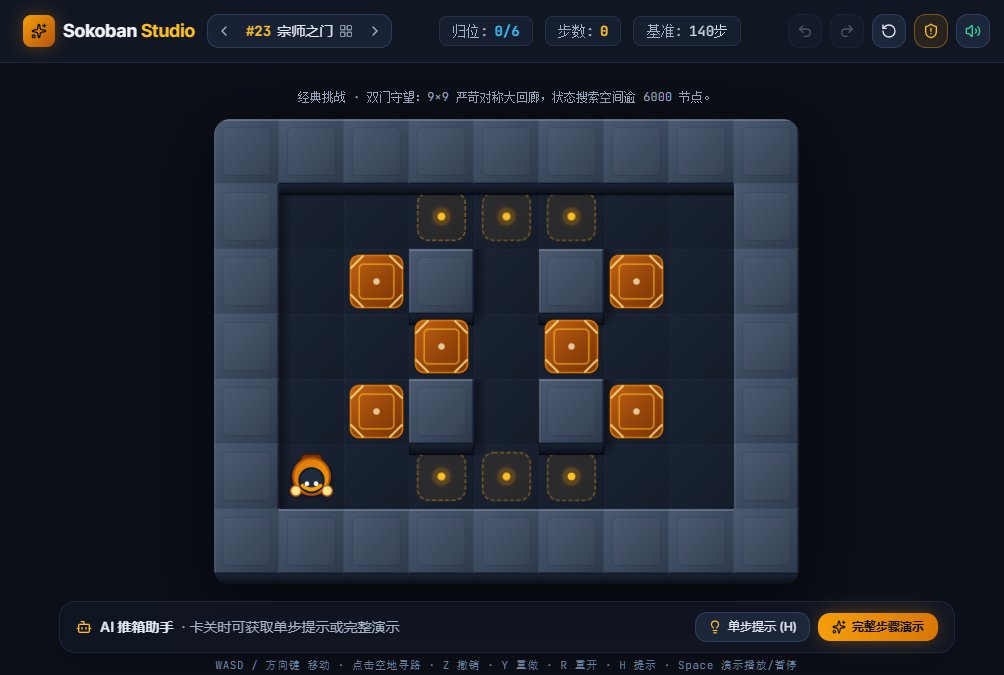 Sokoban Studio
#23 宗师之门
归位: 0/6
步数: 0
基准: 140步
经典挑战 · 双门守望: 9×9 严苛对称大回廊, 状态搜索空间逾 6000 节点。
AI 推箱助手 · 卡关时可获取单步提示或完整演示
单步提示 (H)
完整步骤演示
WASD / 方向键 移动 · 点击空地寻路 · Z 撤销 · Y 重做 · R 重开 · H 提示 · Space 演示播放/暂停